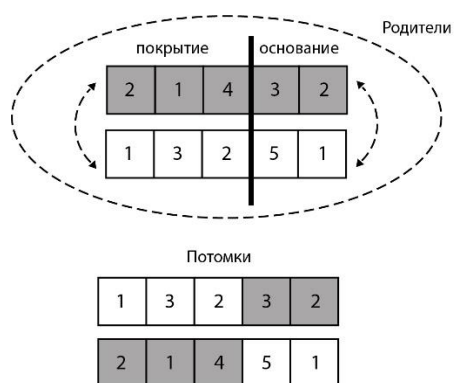 Родители
покрытие основание
2 1 4 3 2
1 3 2 5 1
Потомки
1 3 2 3 2
2 1 4 5 1